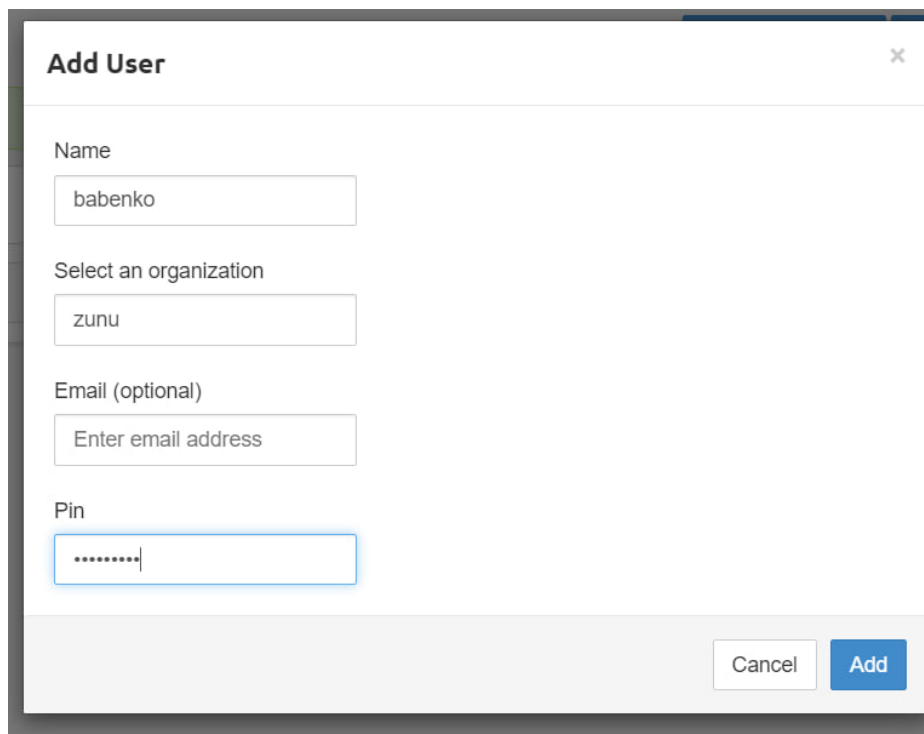 Add User
×
Name
babenko
Select an organization
zunu
Email (optional)
Enter email address
Pin
•••••••••
Cancel Add